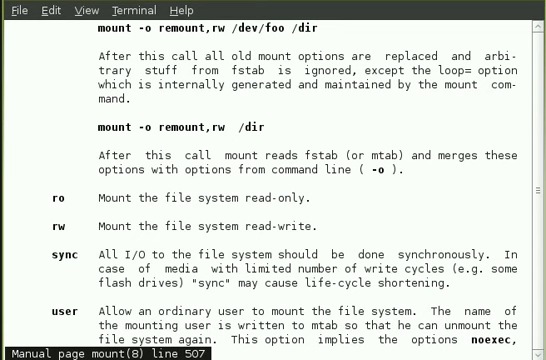 File Edit View Terminal Help
mount -o remount,rw /dev/foo /dir
After this call all old mount options are replaced and arbi-
trary stuff from fstab is ignored, except the loop= option
which is internally generated and maintained by the mount com-
mand.
mount -o remount,rw /dir
After this call mount reads fstab (or mtab) and merges these
options with options from command line ( -o ).
ro Mount the file system read-only.
rw Mount the file system read-write.
sync All I/O to the file system should be done synchronously. In
case of media with limited number of write cycles (e.g. some
flash drives) "sync" may cause life-cycle shortening.
user Allow an ordinary user to mount the file system. The name of
the mounting user is written to mtab so that he can unmount the
file system again. This option implies the options noexec,
Manual page mount(8) line 507